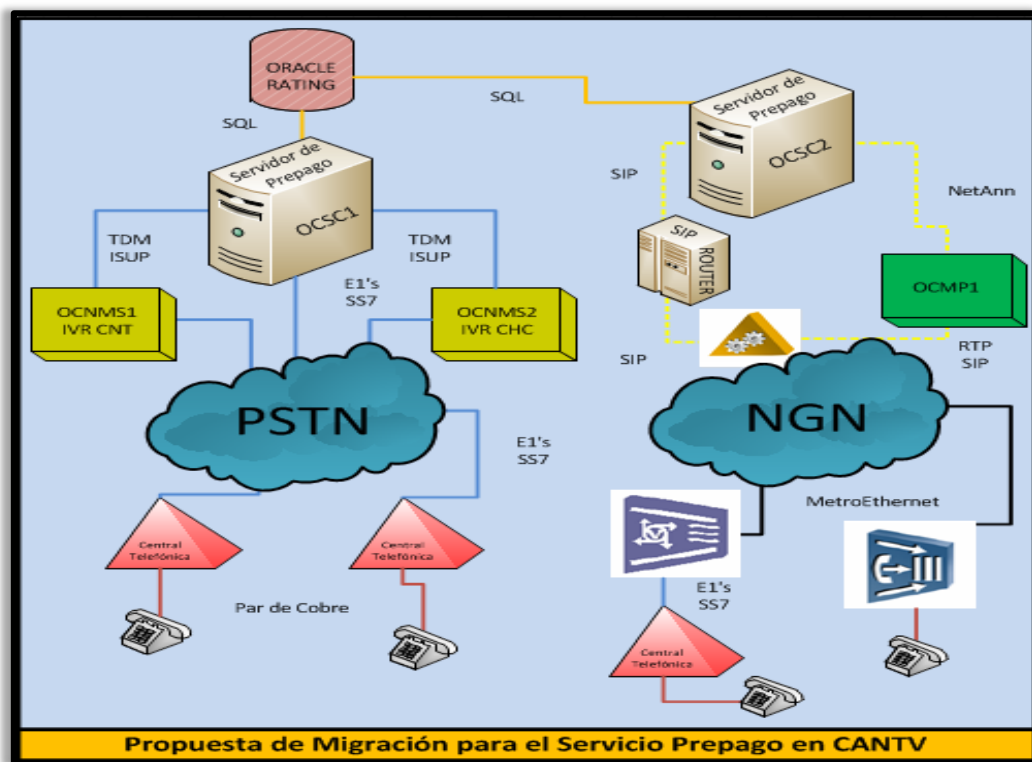 ORACLE
RATING
SQL
SQL
Servidor de
Prepago
OCSC1
Servidor de
Prepago
OCSC2
SIP
NetAnn
TDM
ISUP
TDM
ISUP
E1's
SS7
SIP
ROUTER
OCNMS1
IVR CNT
OCNMS2
IVR CHC
OCMP1
SIP
RTP
SIP
PSTN
NGN
E1's
SS7
MetroEthernet
Central
Telefónica
Central
Telefónica
Par de Cobre
E1's
SS7
Central
Telefónica
Propuesta de Migración para el Servicio Prepago en CANTV